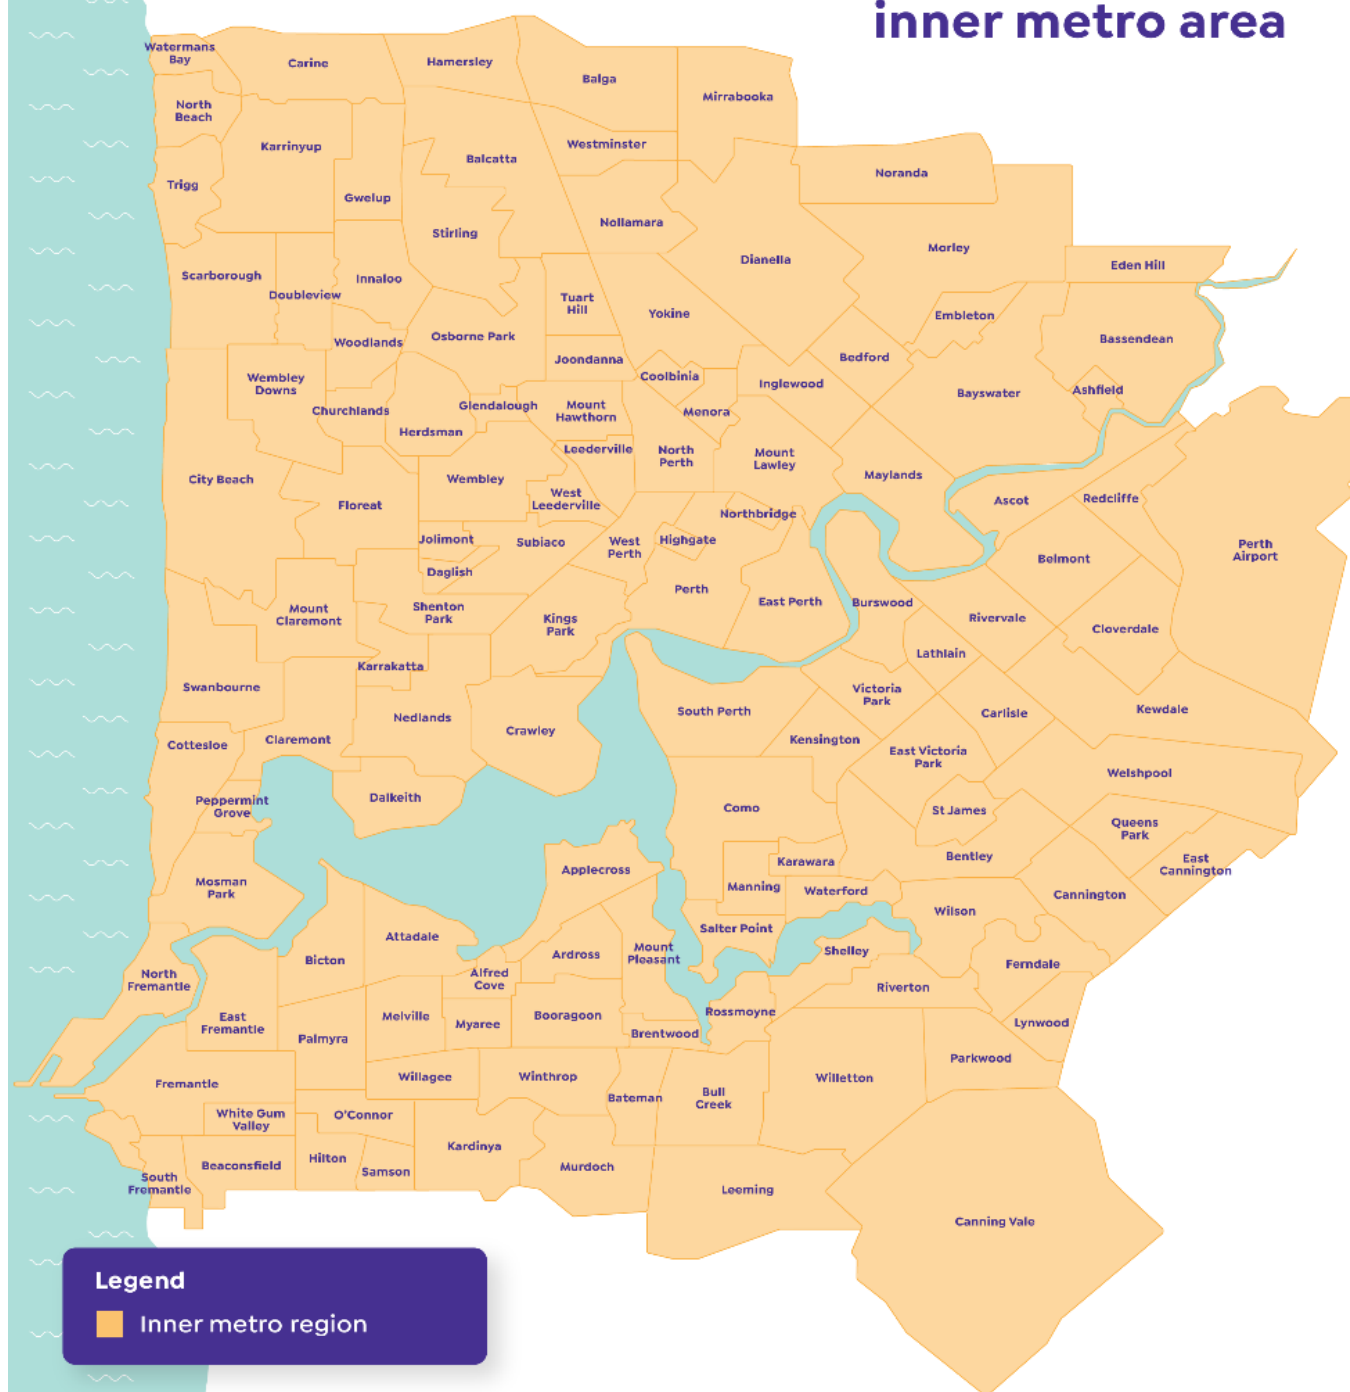 inner metro area
Watermans
Bay
Carine
Hamersley
Balga
Mirrabooka
North
Beach
Karrinyup
Balcatta
Westminster
Noranda
Trigg
Gwelup
Stirling
Nollamara
Dianella
Morley
Eden Hill
Scarborough
Doubleview
Innaloo
Tuart
Hill
Yokine
Embleton
Bassendean
Woodlands
Osborne Park
Joondanna
Bedford
Wembley
Downs
Coolbinia
Inglewood
Bayswater
Ashfield
Churchlands
Glendalough
Mount
Hawthorn
Menora
Herdsman
Leederville
North
Perth
Mount
Lawley
City Beach
Wembley
West
Leederville
Maylands
Ascot
Redcliffe
Floreat
Northbridge
Jolimont
Subiaco
West
Perth
Highgate
Belmont
Perth
Airport
Daglish
Perth
East Perth
Burswood
Mount
Claremont
Shenton
Park
Kings
Park
Rivervale
Cloverdale
Karrakatta
Lathlain
Swanbourne
Victoria
Park
Nedlands
Crawley
South Perth
Carlisle
Kewdale
Cottesloe
Claremont
Kensington
East Victoria
Park
Welshpool
Peppermint
Grove
Dalkeith
Como
St James
Queens
Park
Applecross
Karawara
Bentley
East
Cannington
Mosman
Park
Manning
Waterford
Cannington
Wilson
Attadale
Salter Point
Bicton
Ardross
Mount
Pleasant
Shelley
Ferndale
North
Fremantle
Alfred
Cove
Riverton
East
Fremantle
Melville
Myaree
Booragoon
Rossmoyne
Lynwood
Palmyra
Brentwood
Parkwood
Fremantle
Willagee
Winthrop
Bateman
Bull
Creek
Willetton
White Gum
Valley
O'Connor
Beaconsfield
Hilton
Samson
Kardinya
Murdoch
South
Fremantle
Leeming
Canning Vale
Legend
Inner metro region